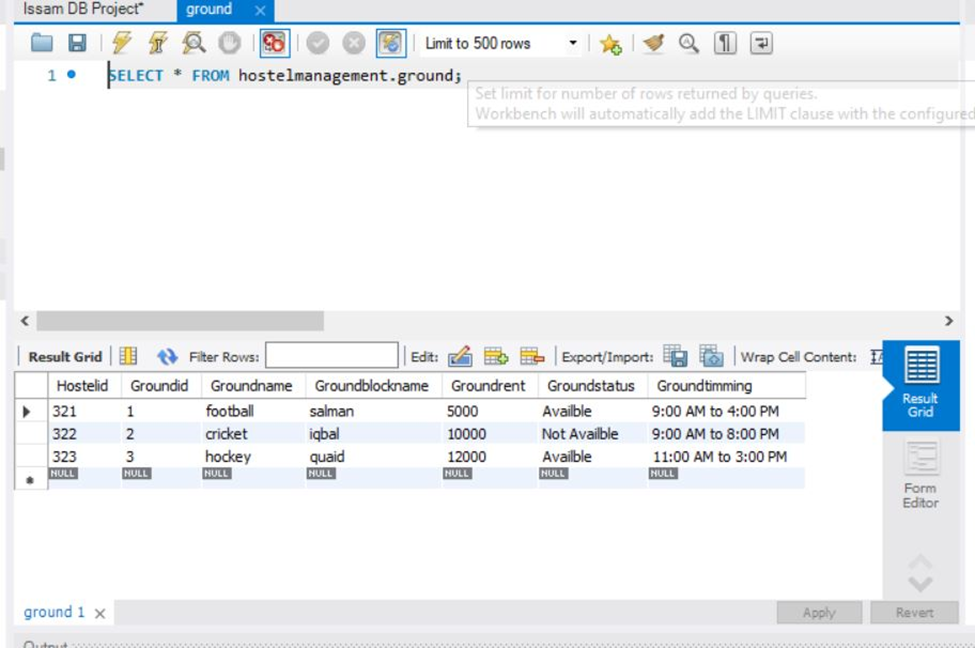 Issam DB Project* ground
Limit to 500 rows
1 SELECT * FROM hostelmanagement.ground;
Set limit for number of rows returned by queries.
Workbench will automatically add the LIMIT clause with the configured
Result Grid Filter Rows: Edit: Export/Import: Wrap Cell Content:
Hostelid Groundid Groundname Groundblockname Groundrent Groundstatus Groundtimming
321 1 football salman 5000 Availble 9:00 AM to 4:00 PM
322 2 cricket iqbal 10000 Not Availble 9:00 AM to 8:00 PM
323 3 hockey quaid 12000 Availble 11:00 AM to 3:00 PM
NULL NULL NULL NULL NULL NULL NULL
Result
Grid
Form
Editor
ground 1
Apply Revert
Output